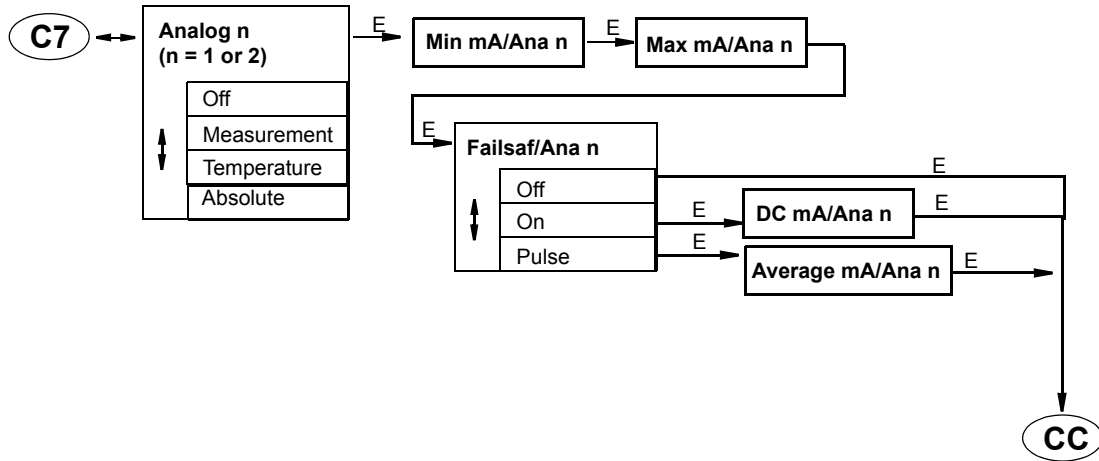 C7
Analog n
(n = 1 or 2)
Off
Measurement
Temperature
Absolute
E
Min mA/Ana n
E
Max mA/Ana n
E
Failsaf/Ana n
Off
On
Pulse
E
E
DC mA/Ana n
E
E
Average mA/Ana n
E
CC